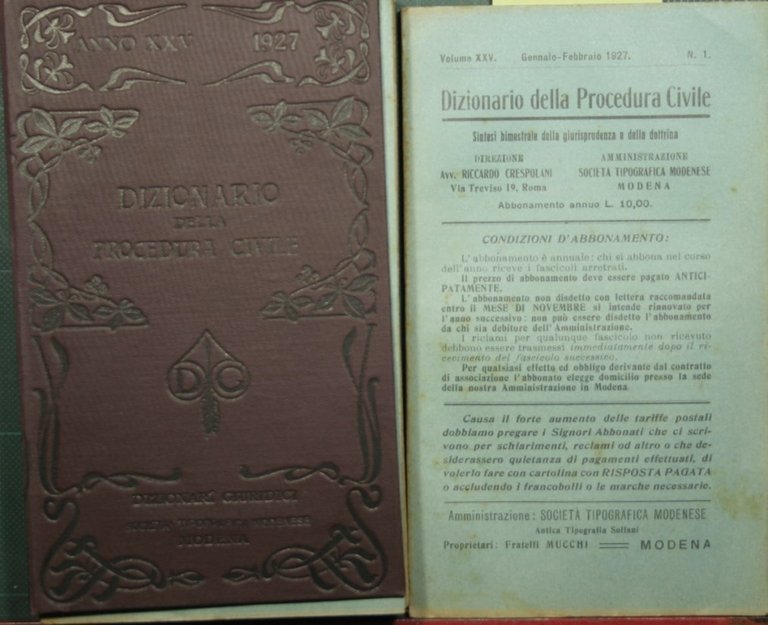 ANNO XXV 1927
DIZIONARIO
DELLA
PROCEDURA CIVILE
D C
DIZIONARI GIURIDICI
SOCIETÀ TIPOGRAFICA MODENESE
MODENA
Volume XXV. Gennaio-Febbraio 1927. N. 1.
Dizionario della Procedura Civile
Sintesi bimestrale della giurisprudenza e della dottrina
DIREZIONE
Avv. RICCARDO CRESPOLANI
Via Treviso 19, Roma
AMMINISTRAZIONE
SOCIETÀ TIPOGRAFICA MODENESE
MODENA
Abbonamento annuo L. 10,00.
CONDIZIONI D'ABBONAMENTO:
L'abbonamento è annuale: chi si abbona nel corso
dell'anno riceve i fascicoli arretrati.
Il prezzo di abbonamento deve essere pagato ANTICI-
PATAMENTE.
L'abbonamento non disdetto con lettera raccomandata
entro il MESE DI NOVEMBRE si intende rinnovato per
l'anno successivo: non può essere disdetto l'abbonamento
da chi sia debitore dell'Amministrazione.
I reclami per qualunque fascicolo non ricevuto
debbono essere trasmessi immediatamente dopo il ri-
cevimento del fascicolo successivo.
Per qualsiasi effetto ed obbligo derivante dal contratto
di associazione l'abbonato elegge domicilio presso la sede
della nostra Amministrazione in Modena.
Causa il forte aumento delle tariffe postali
dobbiamo pregare i Signori Abbonati che ci scri-
vono per schiarimenti, reclami od altro o che de-
siderassero quietanza di pagamenti effettuati, di
volerlo fare con cartolina con RISPOSTA PAGATA
o accludendo i francobolli o le marche necessarie.
Amministrazione: SOCIETÀ TIPOGRAFICA MODENESE
Antica Tipografia Soliani
Proprietari: Fratelli MUCCHI MODENA